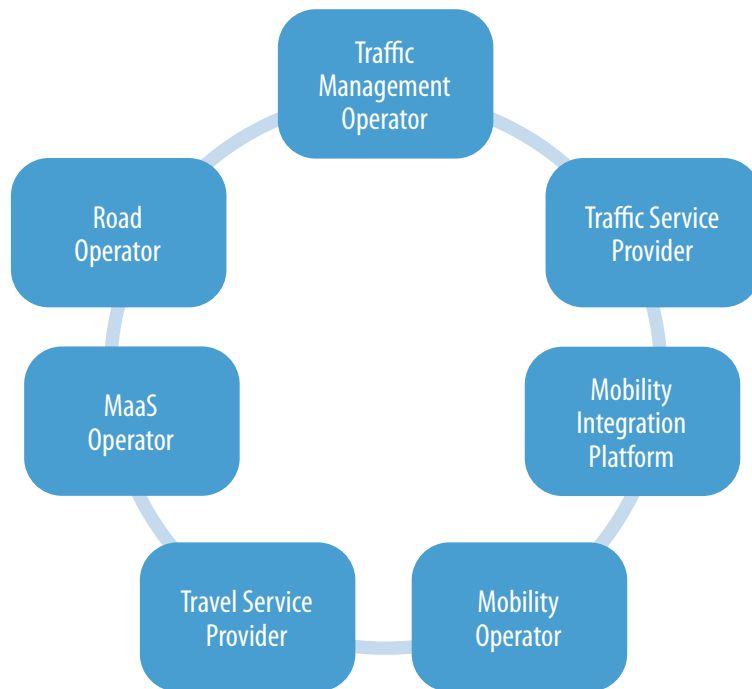 Traffic
Management
Operator
Road
Operator
Traffic Service
Provider
MaaS
Operator
Mobility
Integration
Platform
Travel Service
Provider
Mobility
Operator